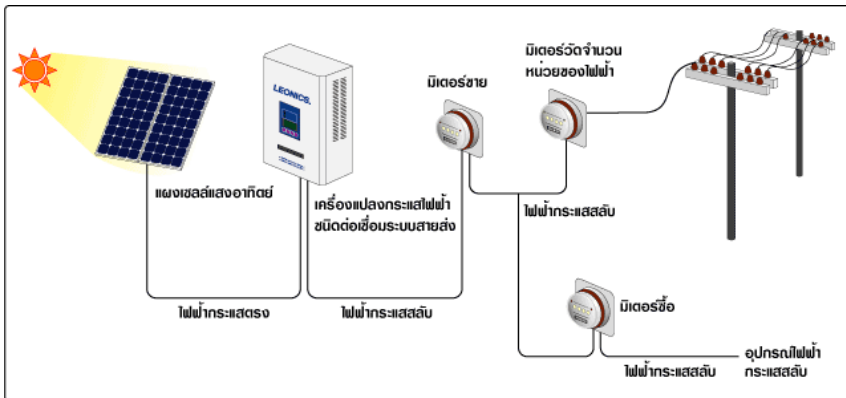 มิเตอร์วัดจำนวน
หน่วยของไฟฟ้า
มิเตอร์ขาย
LEONICS.
แผงเซลล์แสงอาทิตย์
เครื่องแปลงกระแสไฟฟ้า
ชนิดต่อเชื่อมระบบสายส่ง
ไฟฟ้ากระแสสลับ
ไฟฟ้ากระแสตรง
ไฟฟ้ากระแสสลับ
มิเตอร์ซื้อ
ไฟฟ้ากระแสสลับ
อุปกรณ์ไฟฟ้า
กระแสสลับ